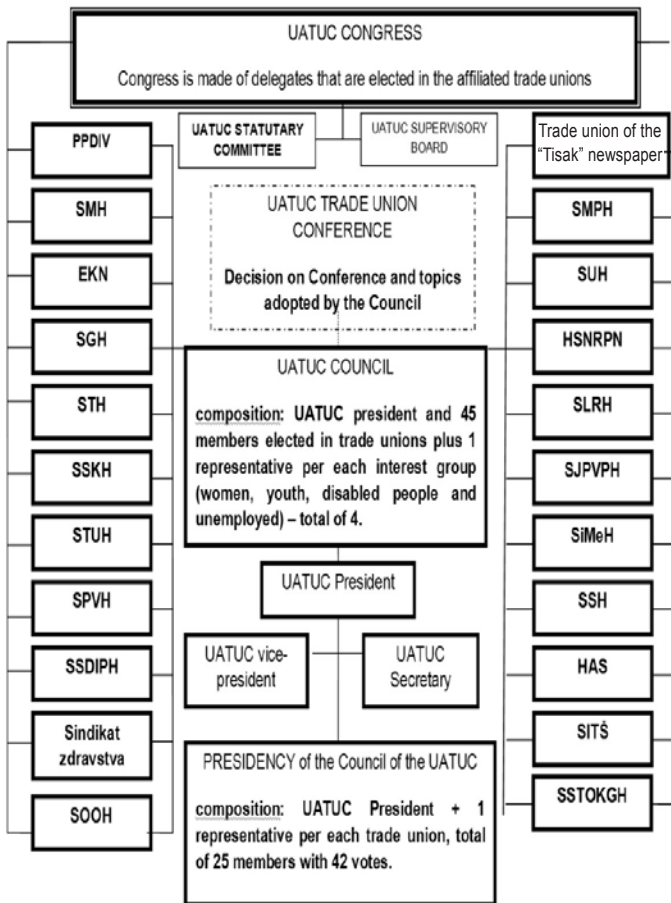 UATUC CONGRESS
Congress is made of delegates that are elected in the affiliated trade unions
UATUC STATUTARY
COMMITTEE
UATUC SUPERVISORY
BOARD
PPDIV
SMH
EKN
SGH
STH
SSKH
STUH
SPVH
SSDIPH
Sindikat
zdravstva
SOOH
UATUC TRADE UNION
CONFERENCE
Decision on Conference and topics
adopted by the Council
UATUC COUNCIL
composition: UATUC president and 45
members elected in trade unions plus 1
representative per each interest group
(women, youth, disabled people and
unemployed) – total of 4.
UATUC President
UATUC vice-
president
UATUC
Secretary
PRESIDENCY of the Council of the UATUC
composition: UATUC President + 1
representative per each trade union, total
of 25 members with 42 votes.
Trade union of the
“Tisak” newspaper
SMPH
SUH
HSNRPN
SLRH
SJPVPH
SiMeH
SSH
HAS
SITŠ
SSTOKGH